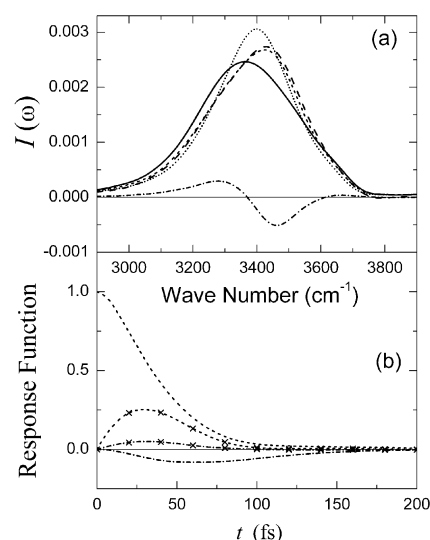 (a)
I (ω)
0.003
0.002
0.001
0.000
-0.001
3000 3200 3400 3600 3800
Wave Number (cm⁻¹)
(b)
Response Function
1.0
0.5
0.0
0 50 100 150 200
t (fs)